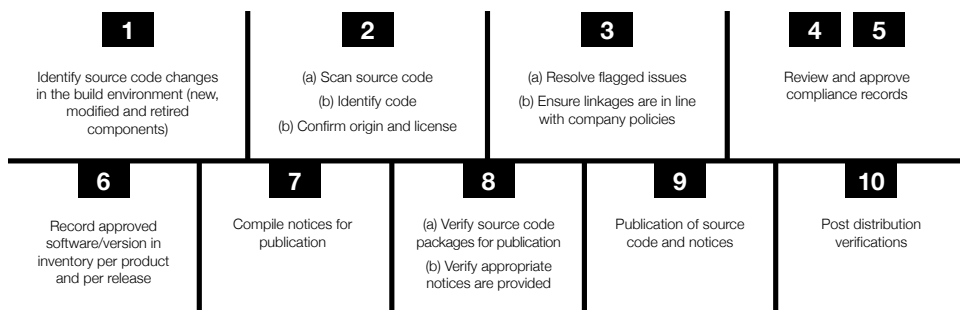 1
Identify source code changes
in the build environment (new,
modified and retired
components)
2
(a) Scan source code
(b) Identify code
(b) Confirm origin and license
3
(a) Resolve flagged issues
(b) Ensure linkages are in line
with company policies
4 5
Review and approve
compliance records
6
Record approved
software/version in
inventory per product
and per release
7
Compile notices for
publication
8
(a) Verify source code
packages for publication
(b) Verify appropriate
notices are provided
9
Publication of source
code and notices
10
Post distribution
verifications